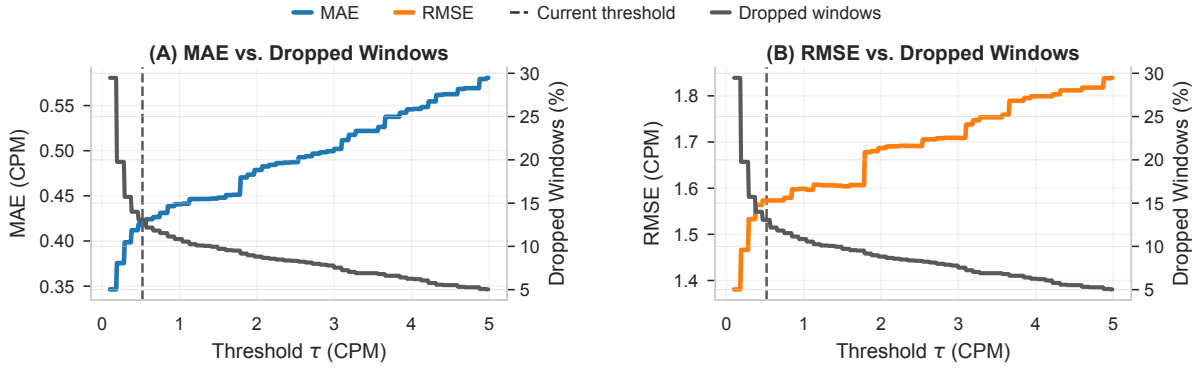 MAE RMSE Current threshold Dropped windows
(A) MAE vs. Dropped Windows
MAE (CPM)
0.55
0.50
0.45
0.40
0.35
30
25
20
15
10
5
Dropped Windows (%)
0 1 2 3 4 5
Threshold τ (CPM)
(B) RMSE vs. Dropped Windows
RMSE (CPM)
1.8
1.7
1.6
1.5
1.4
30
25
20
15
10
5
Dropped Windows (%)
0 1 2 3 4 5
Threshold τ (CPM)